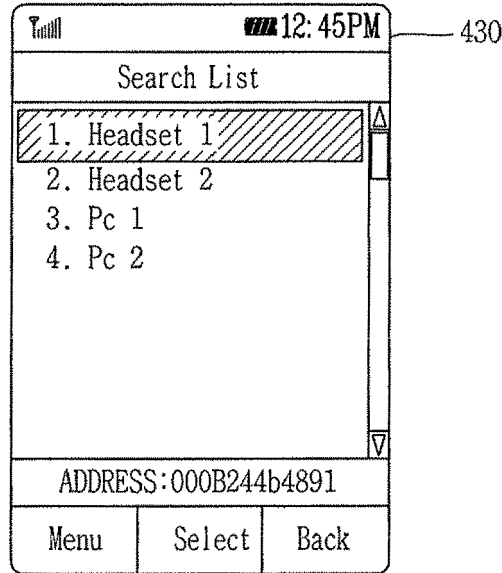 12:45PM
430
Search List
1. Headset 1
2. Headset 2
3. Pc 1
4. Pc 2
ADDRESS:000B244b4891
Menu Select Back